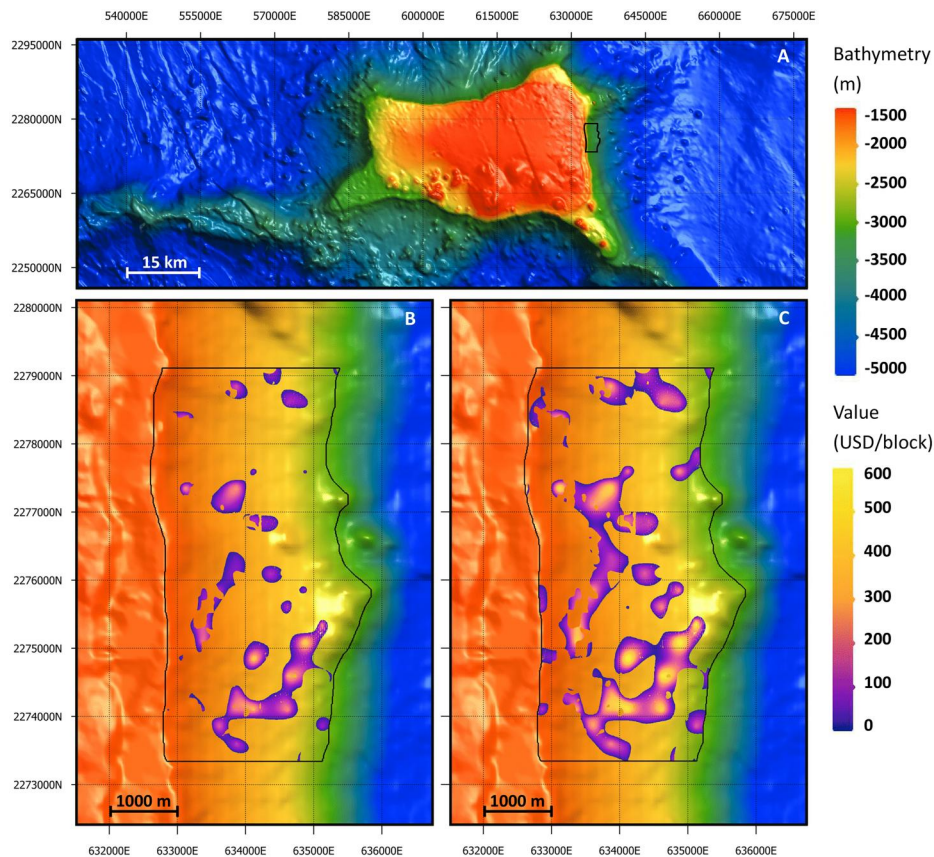 540000E 555000E 570000E 585000E 600000E 615000E 630000E 645000E 660000E 675000E
2295000N
A
2280000N
2265000N
2250000N
15 km
Bathymetry
(m)
-1500
-2000
-2500
-3000
-3500
-4000
-4500
-5000
2280000N
B
C
2279000N
2278000N
2277000N
2276000N
2275000N
2274000N
2273000N
1000 m
1000 m
Value
(USD/block)
600
500
400
300
200
100
0
632000E 633000E 634000E 635000E 636000E
632000E 633000E 634000E 635000E 636000E